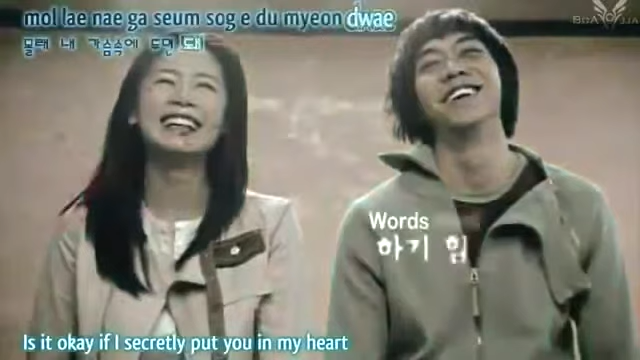 mol lae nae ga seum sog e du myeon dwae
몰래 내 가슴속에 두면 돼
Words
하기 힘
Is it okay if I secretly put you in my heart